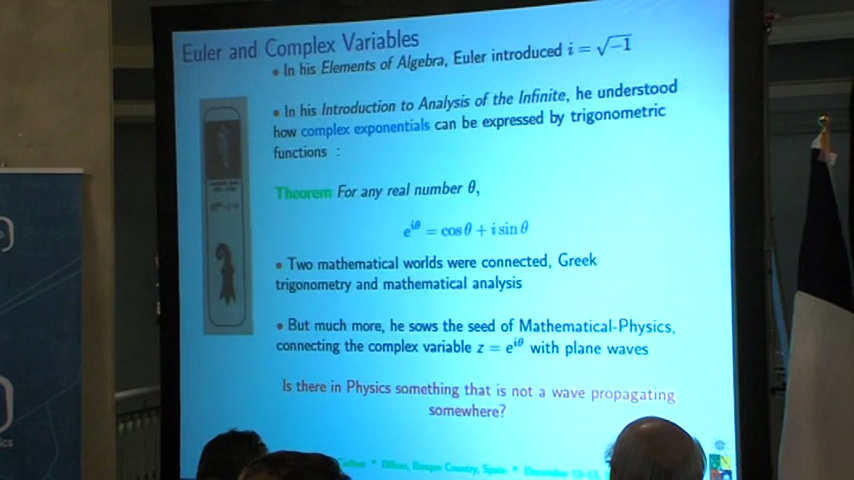 Euler and Complex Variables
• In his Elements of Algebra, Euler introduced i = √−1
• In his Introduction to Analysis of the Infinite, he understood
how complex exponentials can be expressed by trigonometric
functions :
Theorem For any real number θ,
e^{iθ} = cos θ + i sin θ
• Two mathematical worlds were connected, Greek
trigonometry and mathematical analysis
• But much more, he sows the seed of Mathematical-Physics,
connecting the complex variable z = e^{iθ} with plane waves
Is there in Physics something that is not a wave propagating
somewhere?
* Bilbao, Basque Country, Spain * December
cs